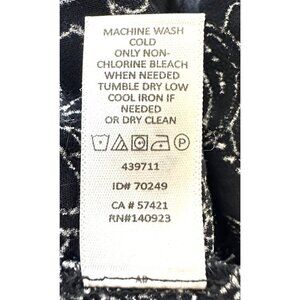 MACHINE WASH
COLD
ONLY NON-
CHLORINE BLEACH
WHEN NEEDED
TUMBLE DRY LOW
COOL IRON IF
NEEDED
OR DRY CLEAN
P
439711
ID# 70249
CA # 57421
RN#140923